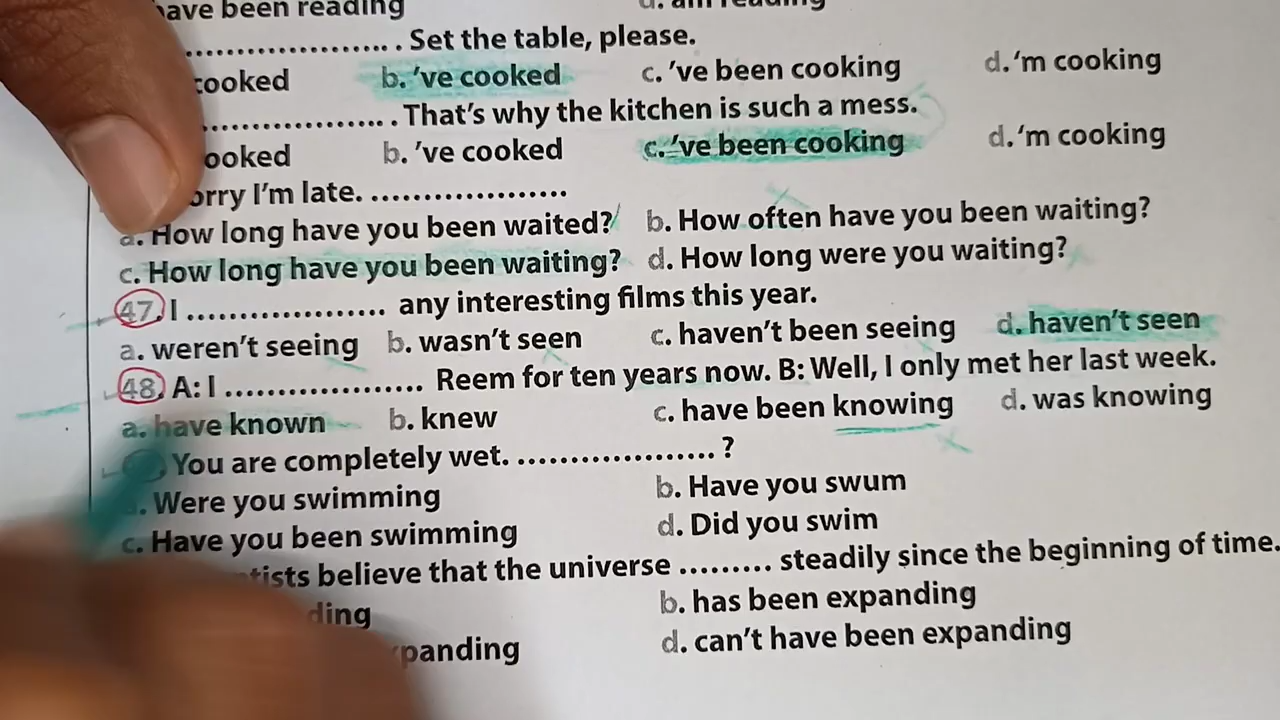 have been reading d. am reading
.................... . Set the table, please.
cooked b. 've cooked c. 've been cooking d. 'm cooking
.................... . That's why the kitchen is such a mess.
ooked b. 've cooked c. 've been cooking d. 'm cooking
orry I'm late. ....................
a. How long have you been waited? b. How often have you been waiting?
c. How long have you been waiting? d. How long were you waiting?
47. I .................... any interesting films this year.
a. weren't seeing b. wasn't seen c. haven't been seeing d. haven't seen
48. A: I .................... Reem for ten years now. B: Well, I only met her last week.
a. have known b. knew c. have been knowing d. was knowing
You are completely wet. .................... ?
. Were you swimming b. Have you swum
c. Have you been swimming d. Did you swim
tists believe that the universe ......... steadily since the beginning of time.
ding b. has been expanding
panding d. can't have been expanding